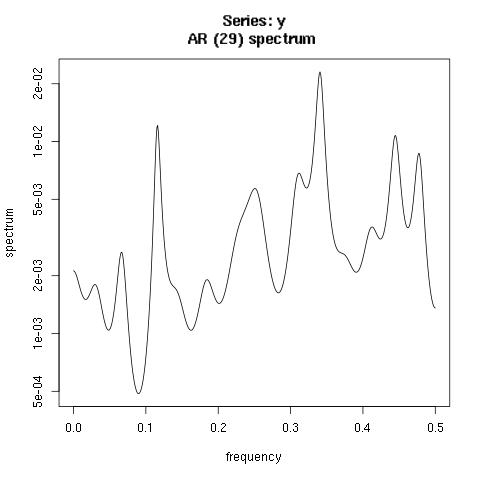 Series: y
AR (29) spectrum
2e-02
1e-02
5e-03
2e-03
1e-03
5e-04
spectrum
0.0 0.1 0.2 0.3 0.4 0.5
frequency